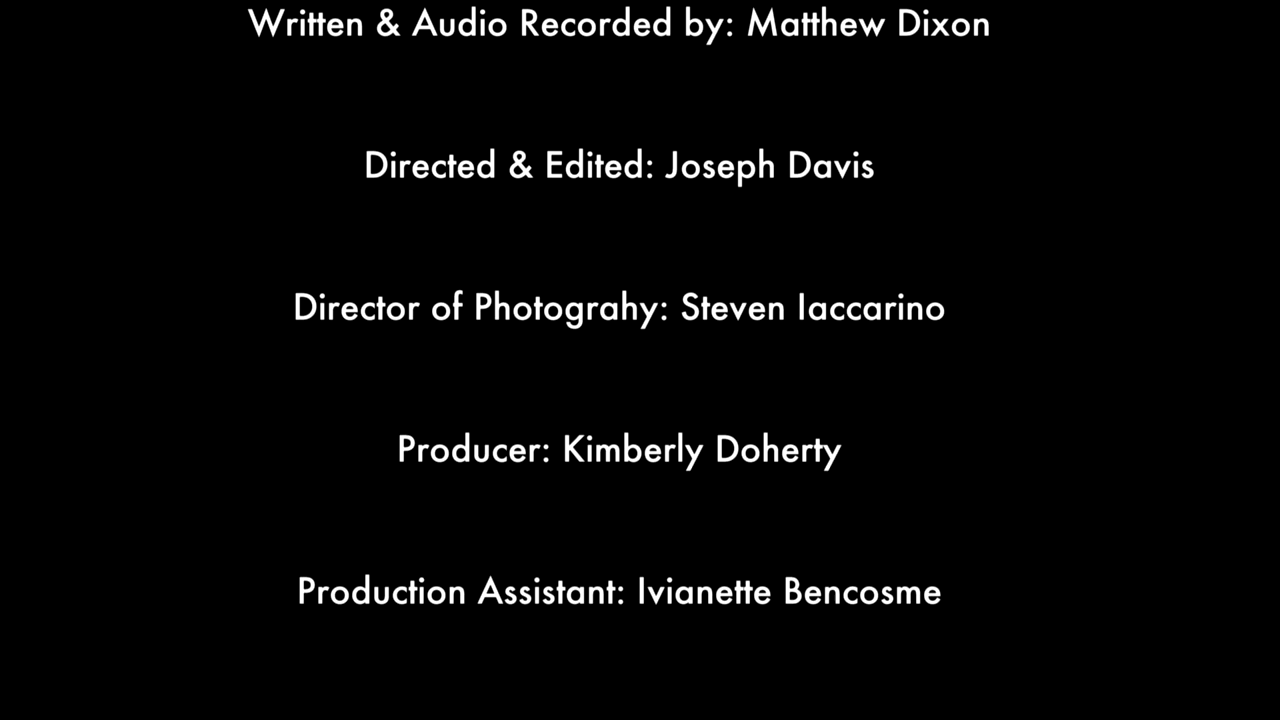 Written & Audio Recorded by: Matthew Dixon
Directed & Edited: Joseph Davis
Director of Photograhy: Steven Iaccarino
Producer: Kimberly Doherty
Production Assistant: Ivianette Bencosme